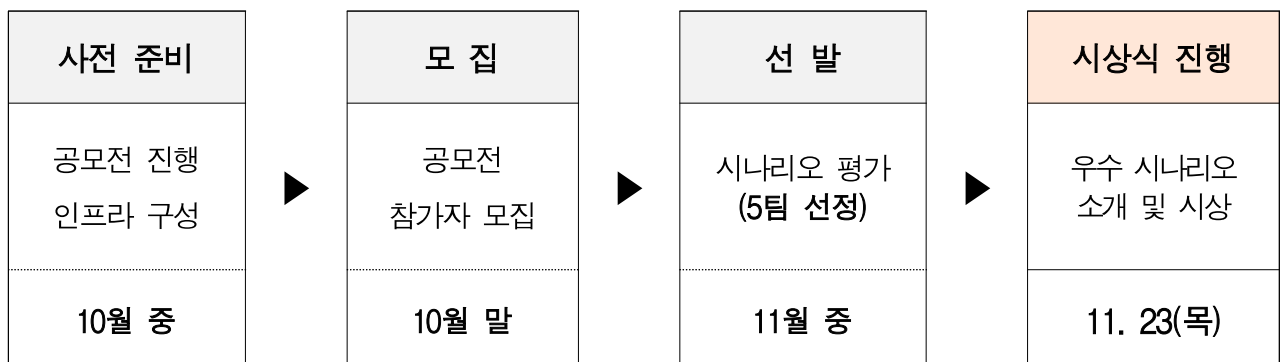 사전 준비
공모전 진행
인프라 구성
10월 중
▶
모 집
공모전
참가자 모집
10월 말
▶
선 발
시나리오 평가
(5팀 선정)
11월 중
▶
시상식 진행
우수 시나리오
소개 및 시상
11. 23(목)